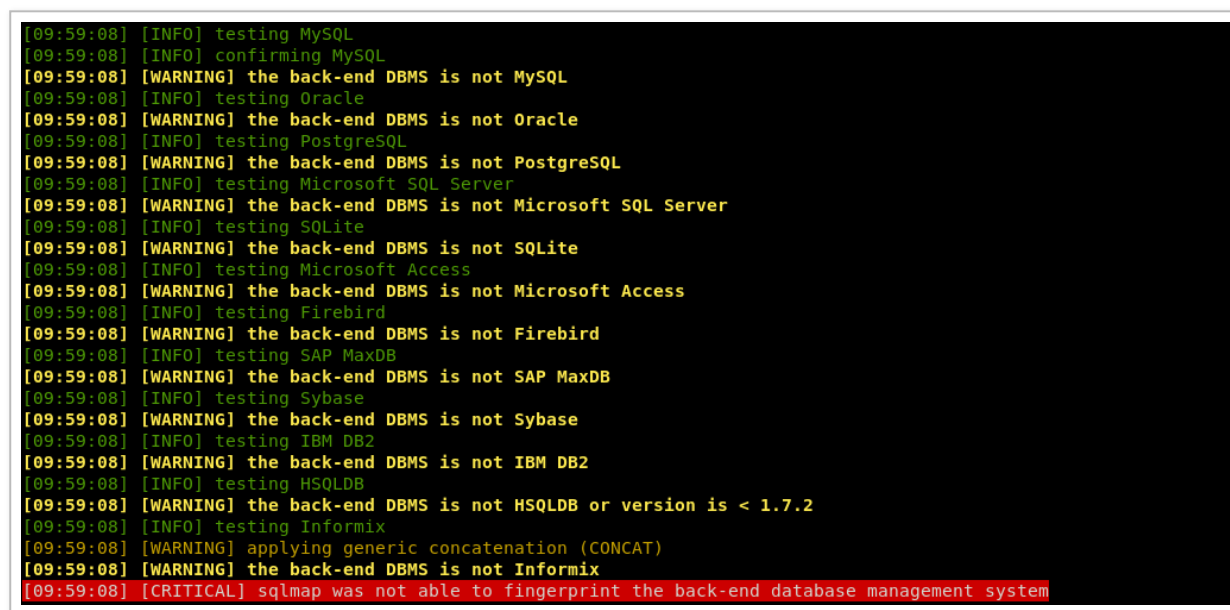 [09:59:08] [INFO] testing MySQL
[09:59:08] [INFO] confirming MySQL
[09:59:08] [WARNING] the back-end DBMS is not MySQL
[09:59:08] [INFO] testing Oracle
[09:59:08] [WARNING] the back-end DBMS is not Oracle
[09:59:08] [INFO] testing PostgreSQL
[09:59:08] [WARNING] the back-end DBMS is not PostgreSQL
[09:59:08] [INFO] testing Microsoft SQL Server
[09:59:08] [WARNING] the back-end DBMS is not Microsoft SQL Server
[09:59:08] [INFO] testing SQLite
[09:59:08] [WARNING] the back-end DBMS is not SQLite
[09:59:08] [INFO] testing Microsoft Access
[09:59:08] [WARNING] the back-end DBMS is not Microsoft Access
[09:59:08] [INFO] testing Firebird
[09:59:08] [WARNING] the back-end DBMS is not Firebird
[09:59:08] [INFO] testing SAP MaxDB
[09:59:08] [WARNING] the back-end DBMS is not SAP MaxDB
[09:59:08] [INFO] testing Sybase
[09:59:08] [WARNING] the back-end DBMS is not Sybase
[09:59:08] [INFO] testing IBM DB2
[09:59:08] [WARNING] the back-end DBMS is not IBM DB2
[09:59:08] [INFO] testing HSQLDB
[09:59:08] [WARNING] the back-end DBMS is not HSQLDB or version is < 1.7.2
[09:59:08] [INFO] testing Informix
[09:59:08] [WARNING] applying generic concatenation (CONCAT)
[09:59:08] [WARNING] the back-end DBMS is not Informix
[09:59:08] [CRITICAL] sqlmap was not able to fingerprint the back-end database management system